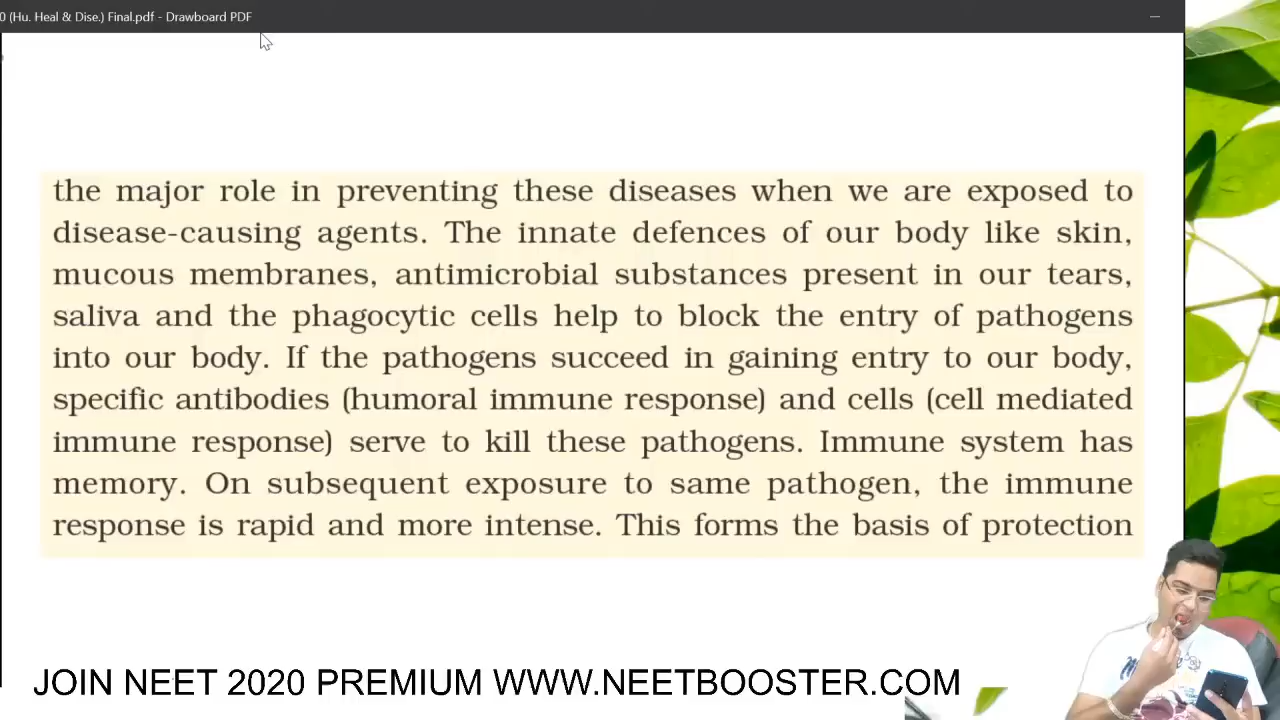 0 (Hu. Heal & Dise.) Final.pdf - Drawboard PDF
the major role in preventing these diseases when we are exposed to
disease-causing agents. The innate defences of our body like skin,
mucous membranes, antimicrobial substances present in our tears,
saliva and the phagocytic cells help to block the entry of pathogens
into our body. If the pathogens succeed in gaining entry to our body,
specific antibodies (humoral immune response) and cells (cell mediated
immune response) serve to kill these pathogens. Immune system has
memory. On subsequent exposure to same pathogen, the immune
response is rapid and more intense. This forms the basis of protection
JOIN NEET 2020 PREMIUM WWW.NEETBOOSTER.COM